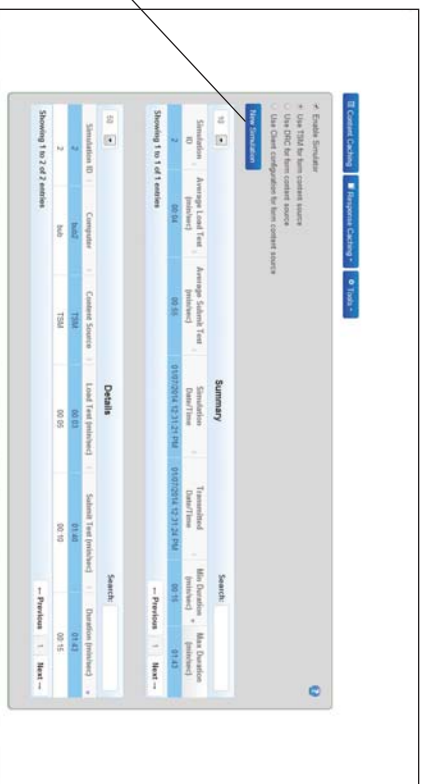 Content Caching Response Caching Tools
Enable Simulator
Use TSM for form content source
Use DRC for form content source
Use Client configuration for form content source
New Simulation
Summary
10 Search:
Simulation ID Average Load Test (min/sec) Average Submit Test (min/sec) Simulation Date/Time Transmitted Date/Time Min Duration (min/sec) Max Duration (min/sec)
2 00:04 00:55 01/07/2014 12:31:21 PM 01/07/2014 12:31:24 PM 00:15 01:43
Showing 1 to 1 of 1 entries ← Previous 1 Next →
Details
50 Search:
Simulation ID Computer Content Source Load Test (min/sec) Submit Test (min/sec) Duration (min/sec)
2 bub2 TSM 00:03 01:40 01:43
2 bub TSM 00:05 00:10 00:15
Showing 1 to 2 of 2 entries ← Previous 1 Next →